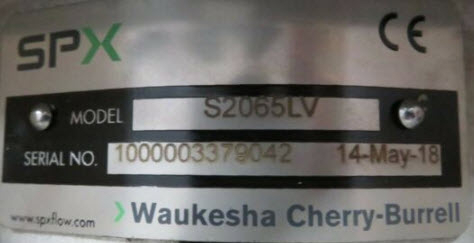 SPX CE
MODEL S2065LV
SERIAL NO. 1000003379042 14-May-18
www.spxflow.com Waukesha Cherry-Burrell